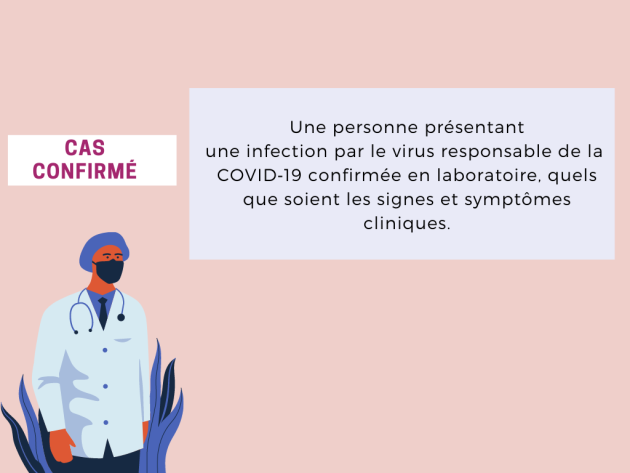 CAS
CONFIRMÉ
Une personne présentant
une infection par le virus responsable de la
COVID-19 confirmée en laboratoire, quels
que soient les signes et symptômes
cliniques.